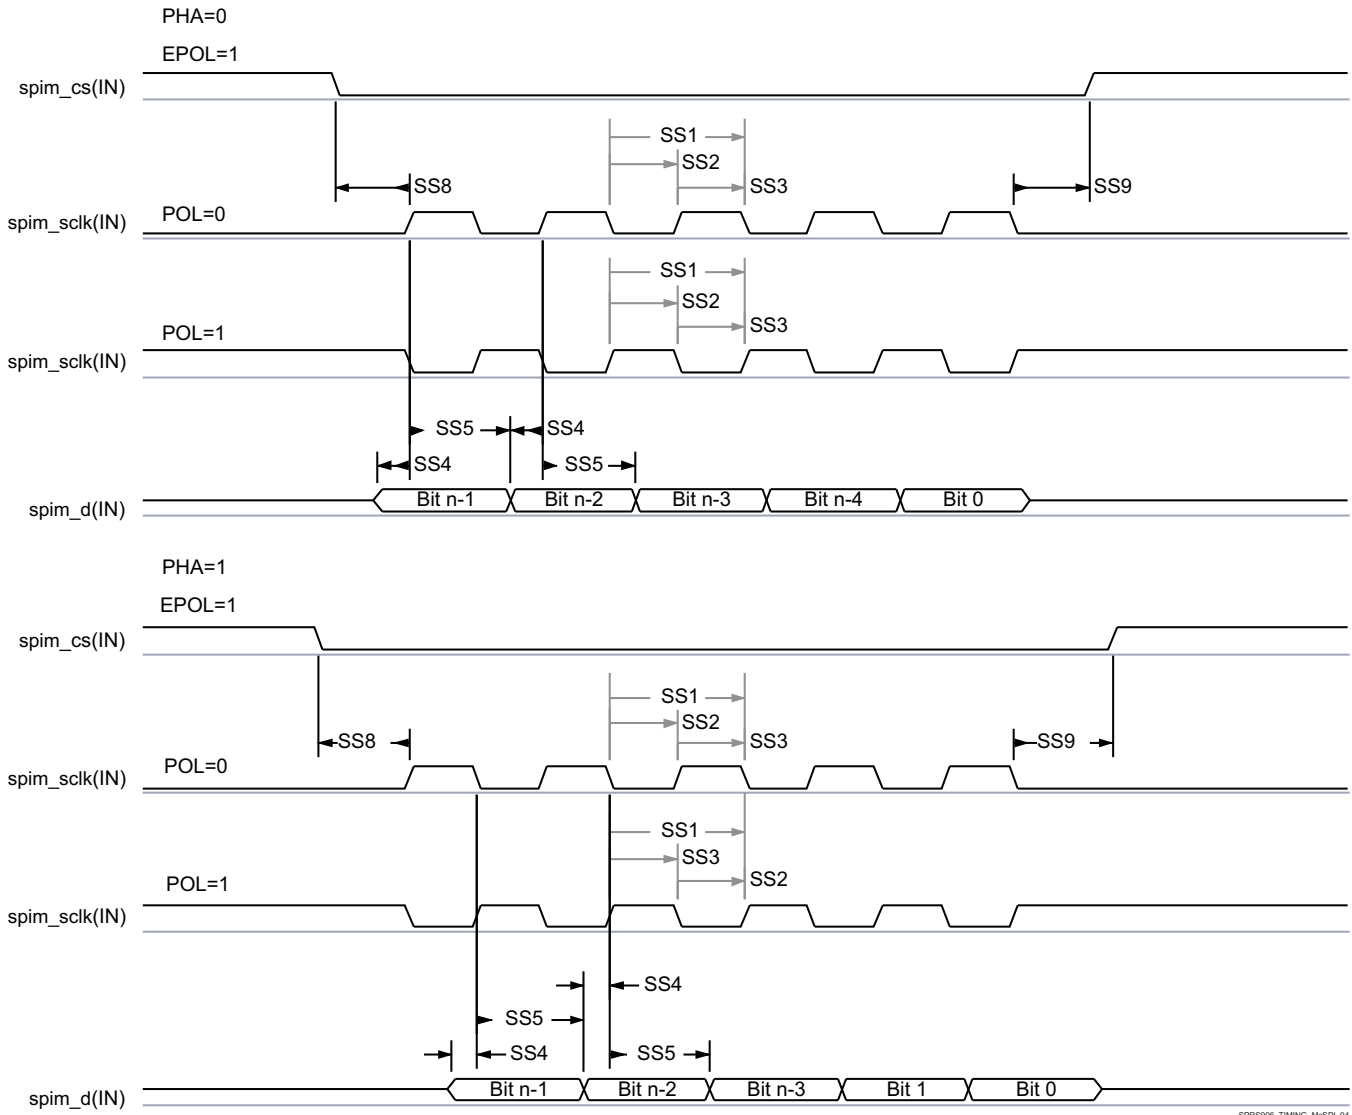 PHA=0
EPOL=1
spim_cs(IN)
SS1
SS2
SS8
SS3
SS9
POL=0
spim_sclk(IN)
SS1
SS2
SS3
POL=1
spim_sclk(IN)
SS5
SS4
SS4
SS5
Bit n-1
Bit n-2
Bit n-3
Bit n-4
Bit 0
spim_d(IN)
PHA=1
EPOL=1
spim_cs(IN)
SS1
SS2
SS8
SS3
SS9
POL=0
spim_sclk(IN)
SS1
SS3
SS2
POL=1
spim_sclk(IN)
SS4
SS5
SS4
SS5
Bit n-1
Bit n-2
Bit n-3
Bit 1
Bit 0
spim_d(IN)
SPRS906_TIMING_McSPI_04